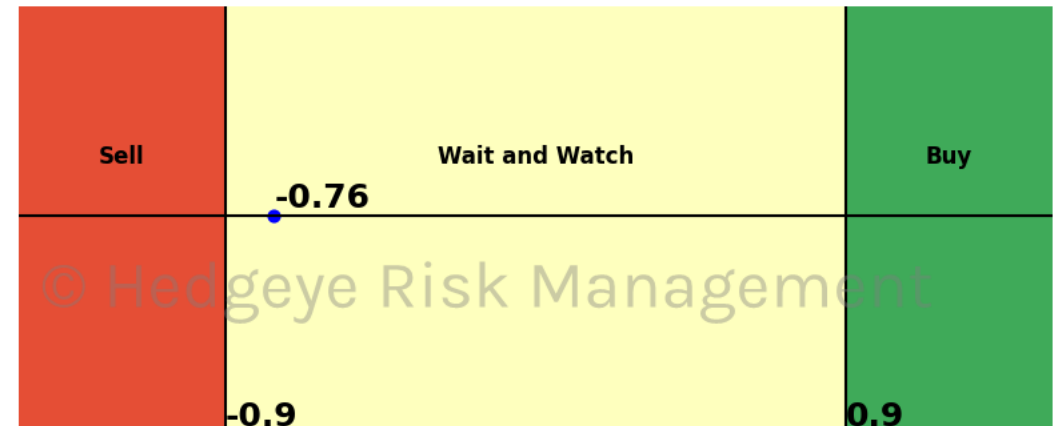 Sell
Wait and Watch
Buy
-0.76
© Hedgeye Risk Management
-0.9
0.9